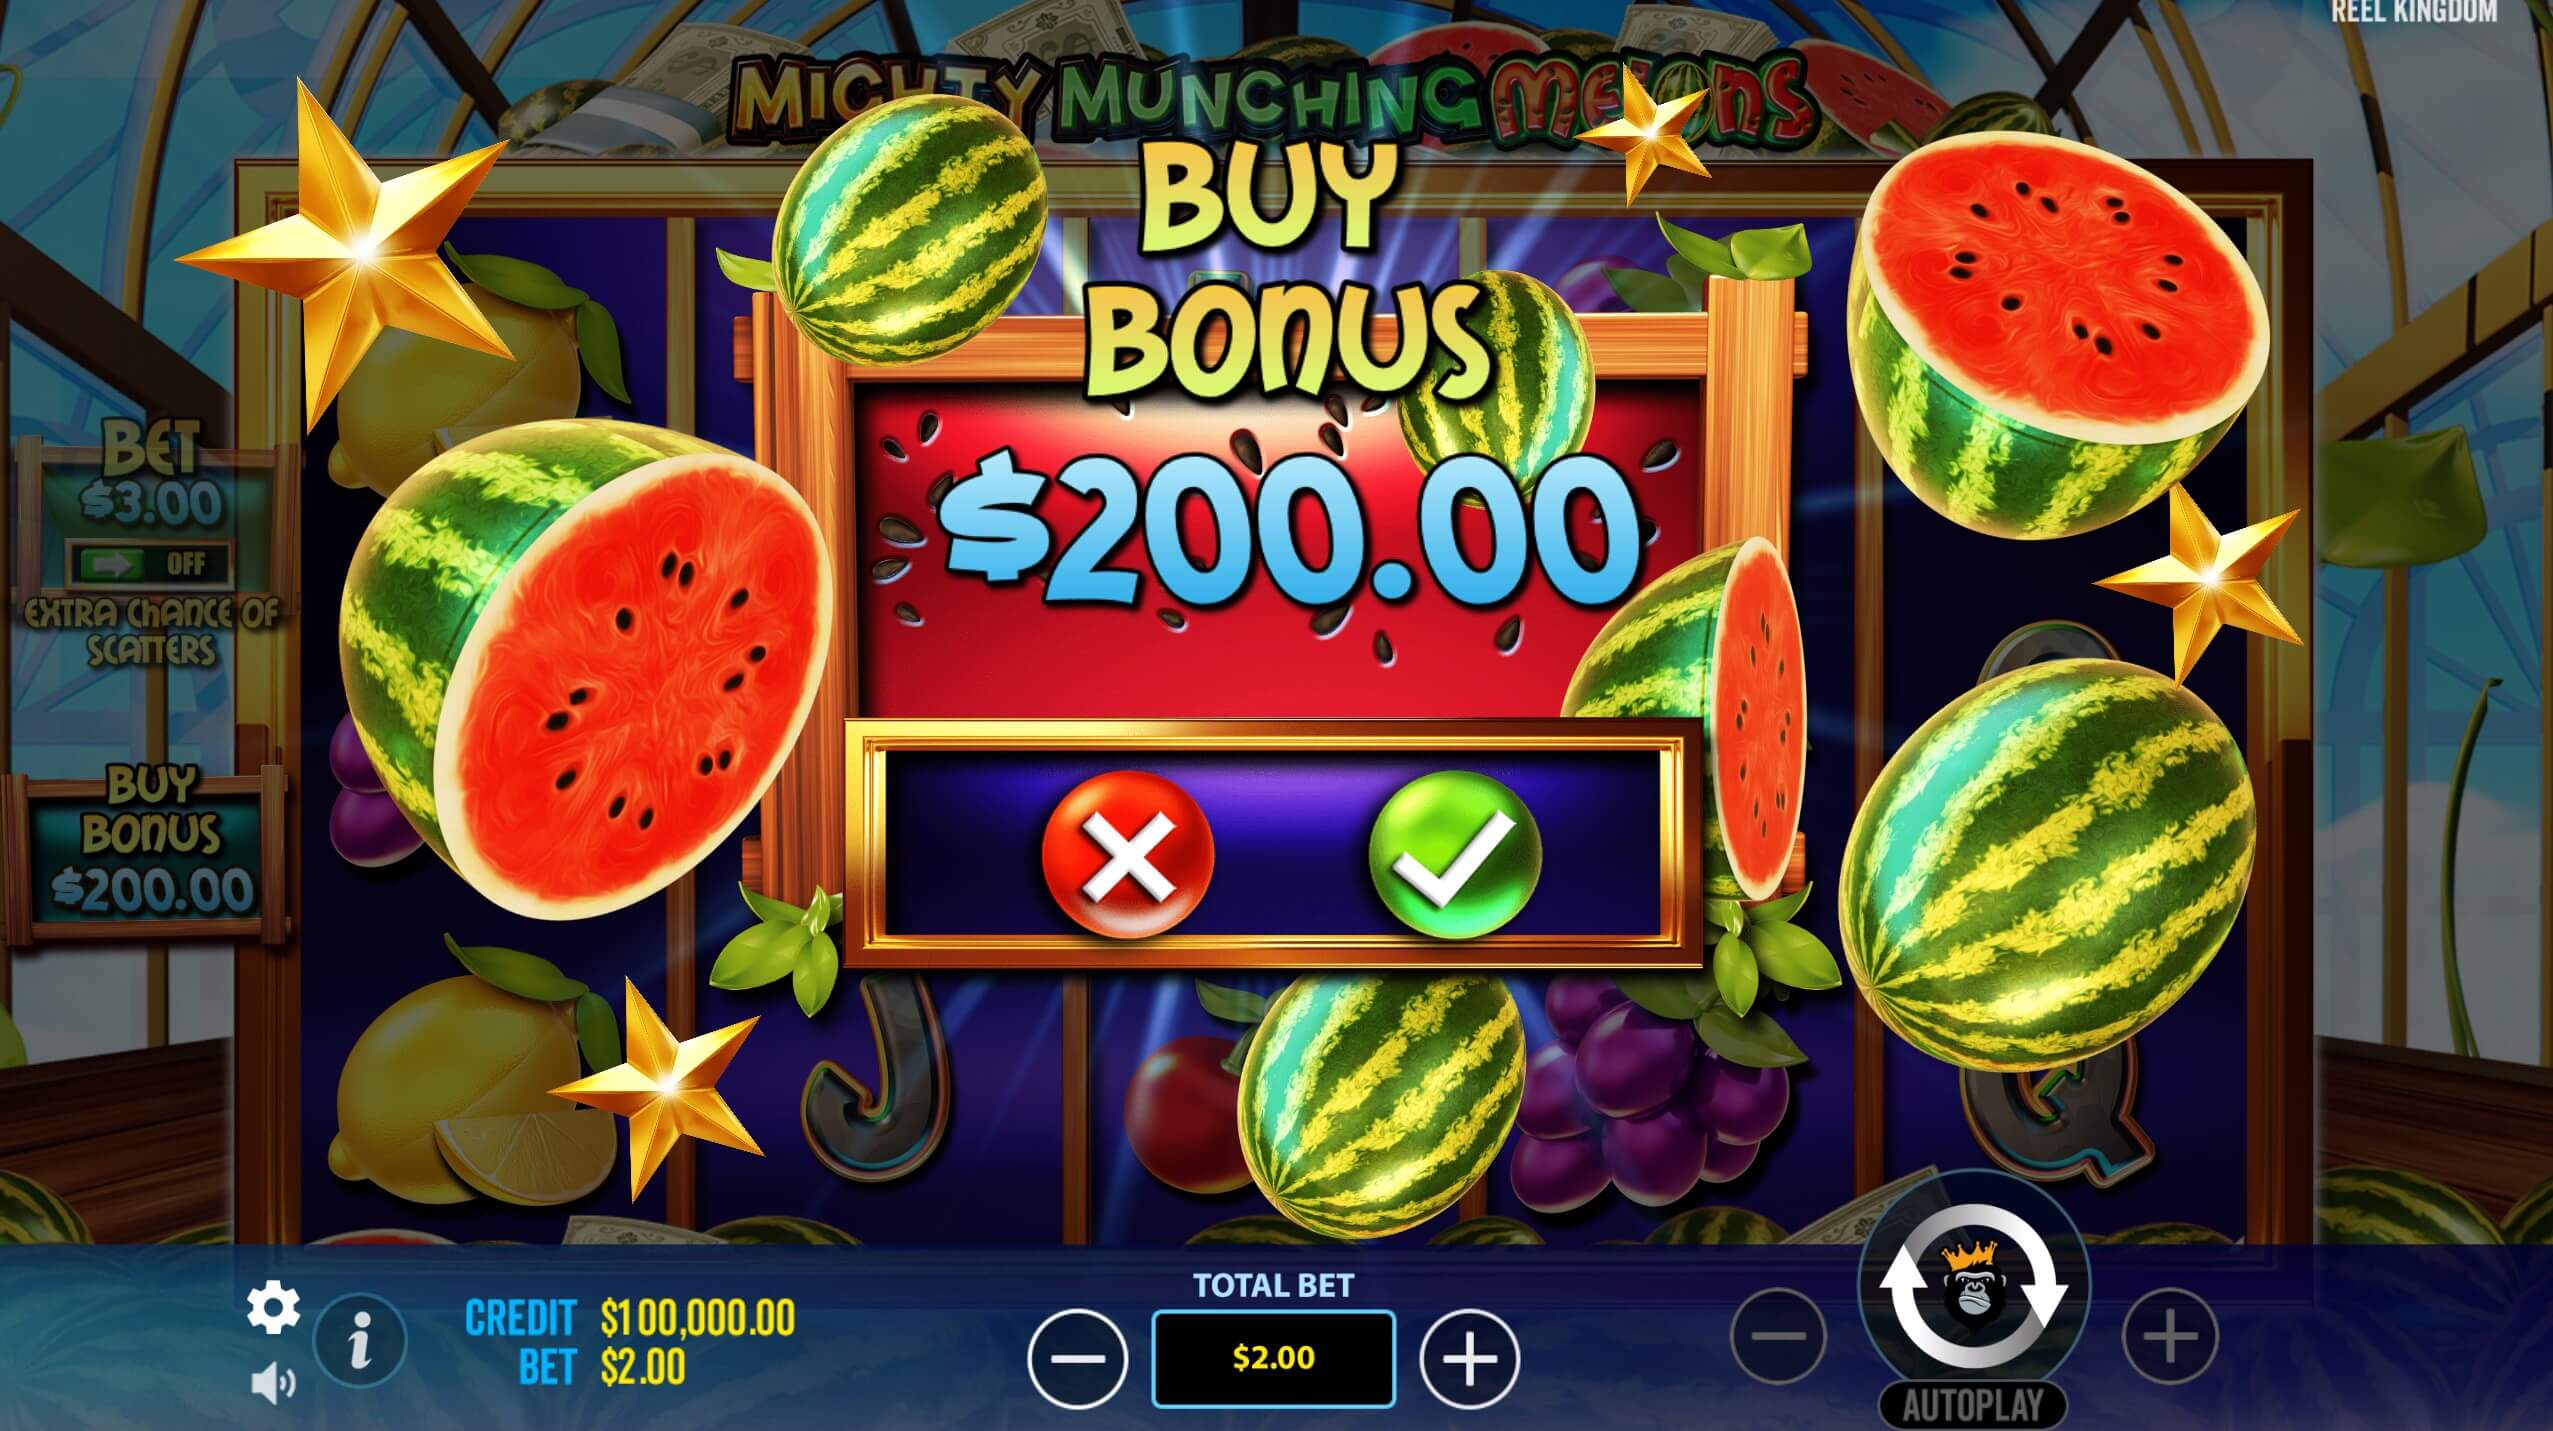 REEL KINGDOM
MIGHTY MUNCHING MELONS
BUY
BONUS
$200.00
BET
$3.00
OFF
EXTRA CHANCE OF
SCATTERS
BUY
BONUS
$200.00
J
Q
CREDIT $100,000.00
BET $2.00
TOTAL BET
$2.00
AUTOPLAY